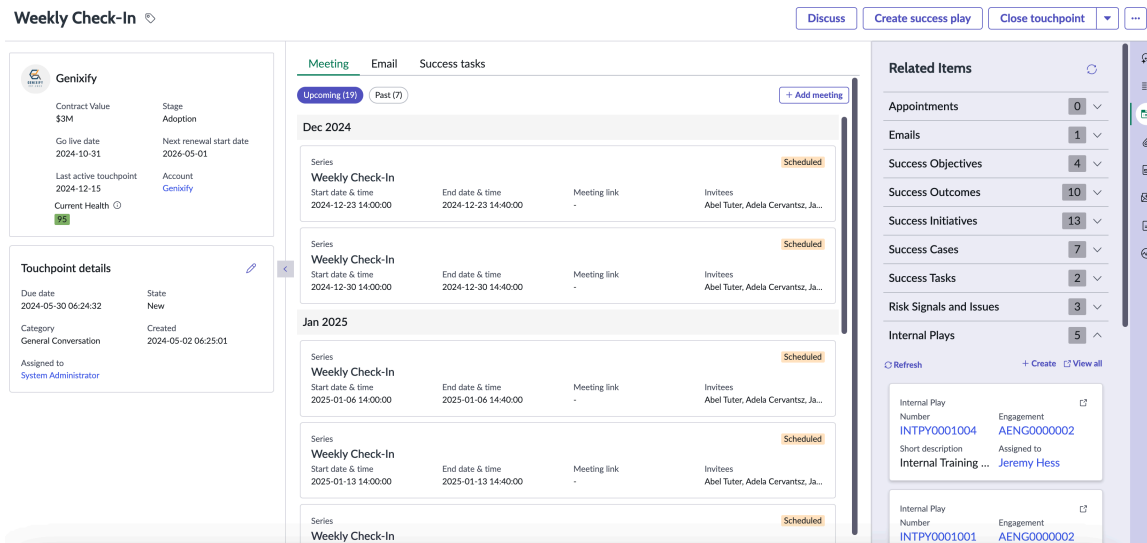 Weekly Check-In
Discuss
Create success play
Close touchpoint
Genixify
Contract Value
$3M
Stage
Adoption
Go live date
2024-10-31
Next renewal start date
2026-05-01
Last active touchpoint
2024-12-15
Account
Genixify
Current Health
95
Touchpoint details
Due date
2024-05-30 06:24:32
State
New
Category
General Conversation
Created
2024-05-02 06:25:01
Assigned to
System Administrator
Meeting
Email
Success tasks
Upcoming (19)
Past (7)
+ Add meeting
Dec 2024
Series
Scheduled
Weekly Check-In
Start date & time
End date & time
Meeting link
Invitees
2024-12-23 14:00:00
2024-12-23 14:40:00
-
Abel Tuter, Adela Cervantsz, Ja...
Series
Scheduled
Weekly Check-In
Start date & time
End date & time
Meeting link
Invitees
2024-12-30 14:00:00
2024-12-30 14:40:00
-
Abel Tuter, Adela Cervantsz, Ja...
Jan 2025
Series
Scheduled
Weekly Check-In
Start date & time
End date & time
Meeting link
Invitees
2025-01-06 14:00:00
2025-01-06 14:40:00
-
Abel Tuter, Adela Cervantsz, Ja...
Series
Scheduled
Weekly Check-In
Start date & time
End date & time
Meeting link
Invitees
2025-01-13 14:00:00
2025-01-13 14:40:00
-
Abel Tuter, Adela Cervantsz, Ja...
Series
Scheduled
Weekly Check-In
Related Items
Appointments 0
Emails 1
Success Objectives 4
Success Outcomes 10
Success Initiatives 13
Success Cases 7
Success Tasks 2
Risk Signals and Issues 3
Internal Plays 5
Refresh
+ Create
View all
Internal Play
Number
Engagement
INTPY0001004
AENG0000002
Short description
Assigned to
Internal Training ...
Jeremy Hess
Internal Play
Number
Engagement
INTPY0001001
AENG0000002